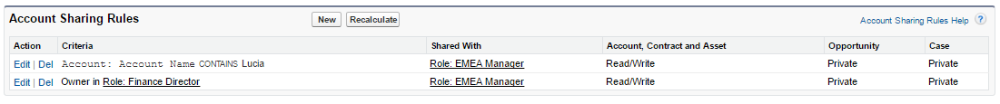 Account Sharing Rules New Recalculate Account Sharing Rules Help ?
Action Criteria Shared With Account, Contract and Asset Opportunity Case
Edit | Del Account: Account Name CONTAINS Lucia Role: EMEA Manager Read/Write Private Private
Edit | Del Owner in Role: Finance Director Role: EMEA Manager Read/Write Private Private